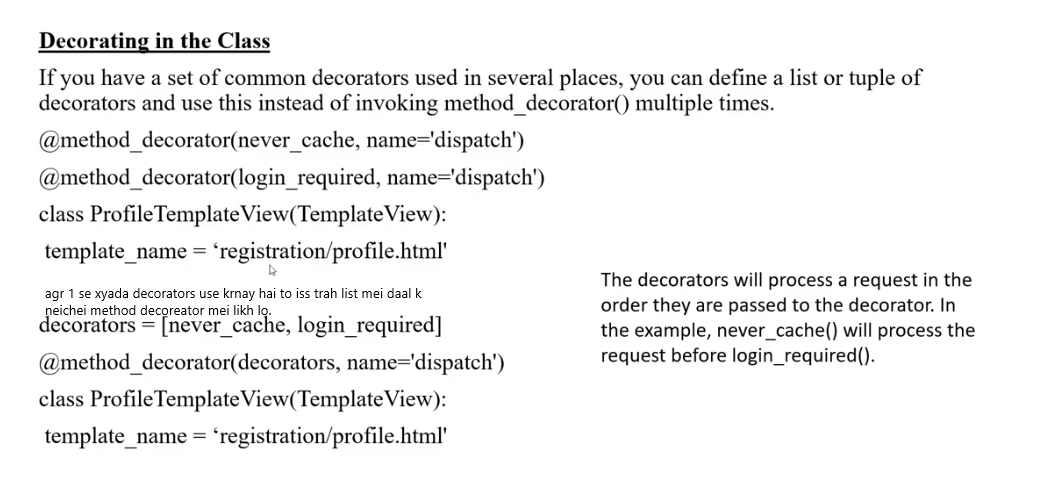 Decorating in the Class
If you have a set of common decorators used in several places, you can define a list or tuple of
decorators and use this instead of invoking method_decorator() multiple times.
@method_decorator(never_cache, name='dispatch')
@method_decorator(login_required, name='dispatch')
class ProfileTemplateView(TemplateView):
template_name = ‘registration/profile.html'
agr 1 se xyada decorators use krnay hai to iss trah list mei daal k
neichei method decoreator mei likh lo.
decorators = [never_cache, login_required]
@method_decorator(decorators, name='dispatch')
class ProfileTemplateView(TemplateView):
template_name = ‘registration/profile.html'
The decorators will process a request in the
order they are passed to the decorator. In
the example, never_cache() will process the
request before login_required().